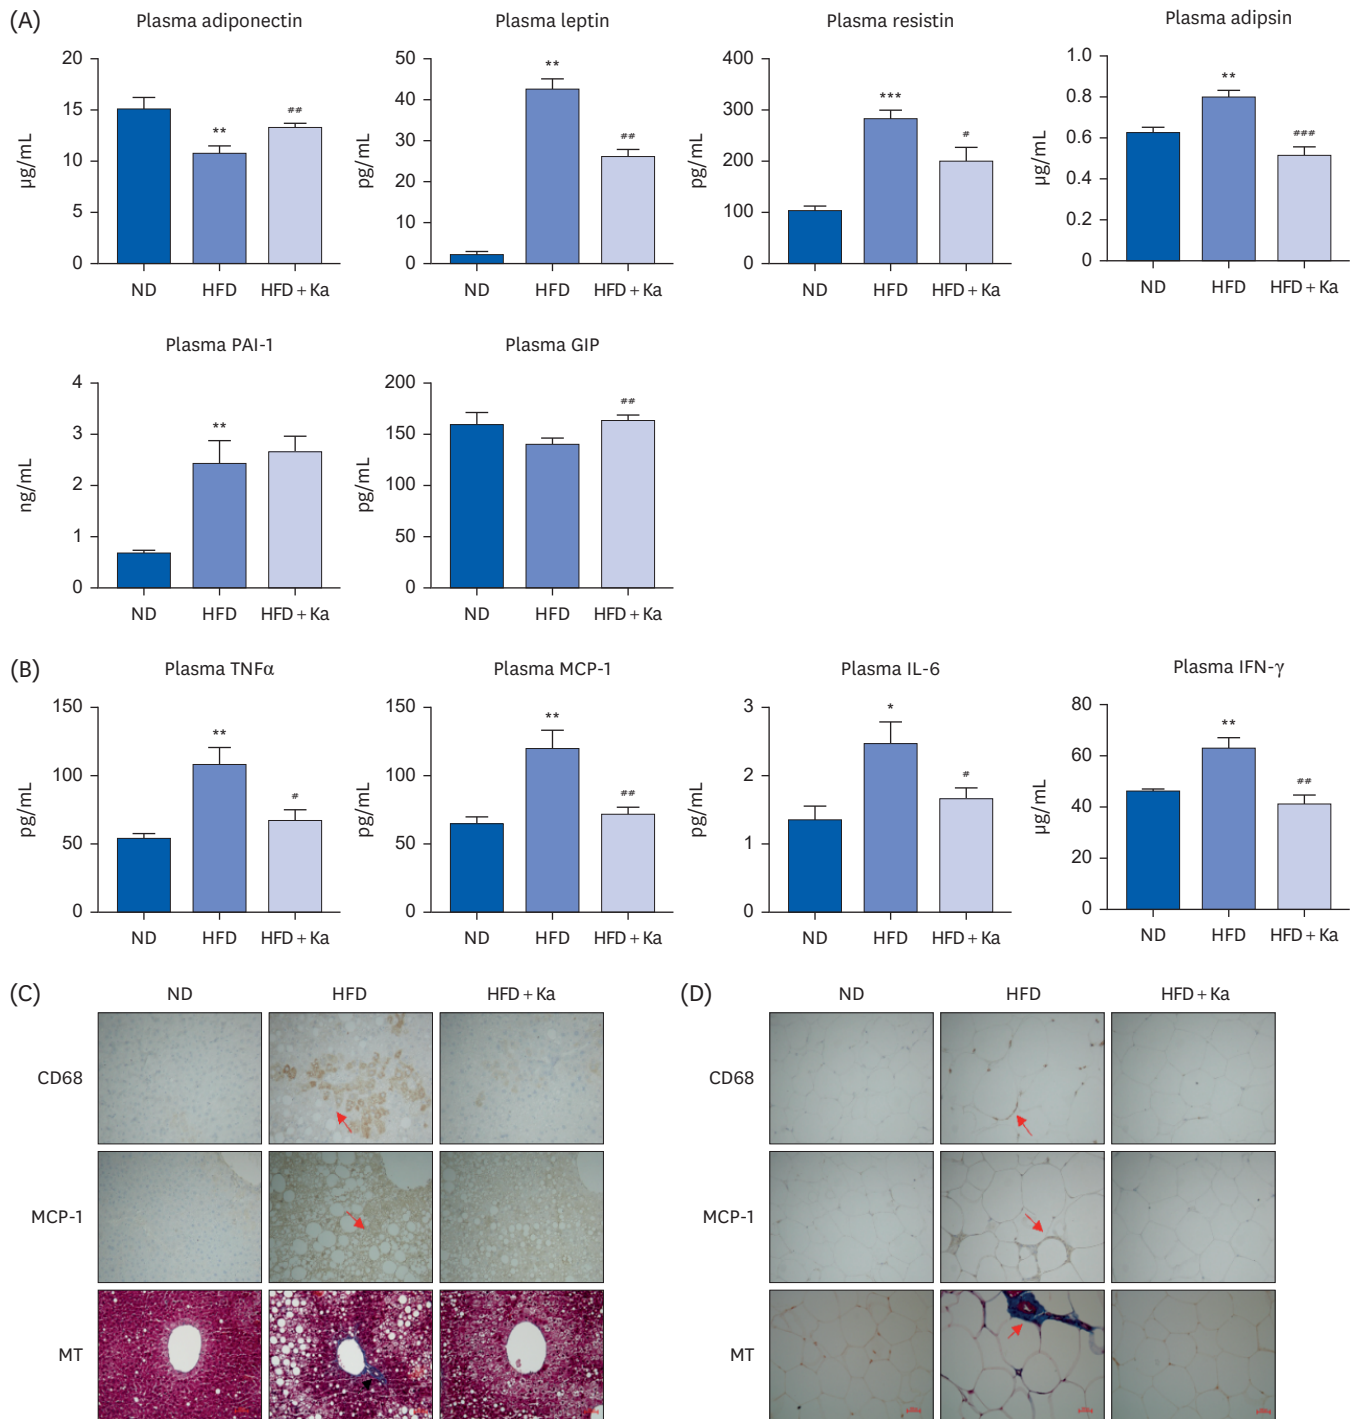 (A)
Plasma adiponectin
Plasma leptin
Plasma resistin
Plasma adipsin
20
15
10
5
0
µg/mL
**
##
ND
HFD
HFD + Ka
50
40
30
20
10
0
pg/mL
**
##
ND
HFD
HFD + Ka
400
300
200
100
0
pg/mL
***
#
ND
HFD
HFD + Ka
1.0
0.8
0.6
0.4
0.2
0
µg/mL
**
###
ND
HFD
HFD + Ka
Plasma PAI-1
Plasma GIP
4
3
2
1
0
ng/mL
**
ND
HFD
HFD + Ka
200
150
100
50
0
pg/mL
##
ND
HFD
HFD + Ka
(B)
Plasma TNFα
Plasma MCP-1
Plasma IL-6
Plasma IFN-γ
150
100
50
0
pg/mL
**
#
ND
HFD
HFD + Ka
150
100
50
0
pg/mL
**
##
ND
HFD
HFD + Ka
3
2
1
0
pg/mL
*
#
ND
HFD
HFD + Ka
80
60
40
20
0
µg/mL
**
##
ND
HFD
HFD + Ka
(C)
ND
HFD
HFD + Ka
CD68
MCP-1
MT
(D)
ND
HFD
HFD + Ka
CD68
MCP-1
MT